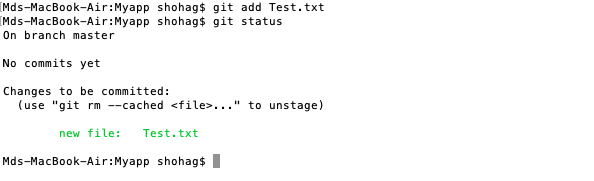 [Mds-MacBook-Air:Myapp shohag$ git add Test.txt
[Mds-MacBook-Air:Myapp shohag$ git status
On branch master
No commits yet
Changes to be committed:
  (use "git rm --cached <file>..." to unstage)
        new file:   Test.txt
Mds-MacBook-Air:Myapp shohag$